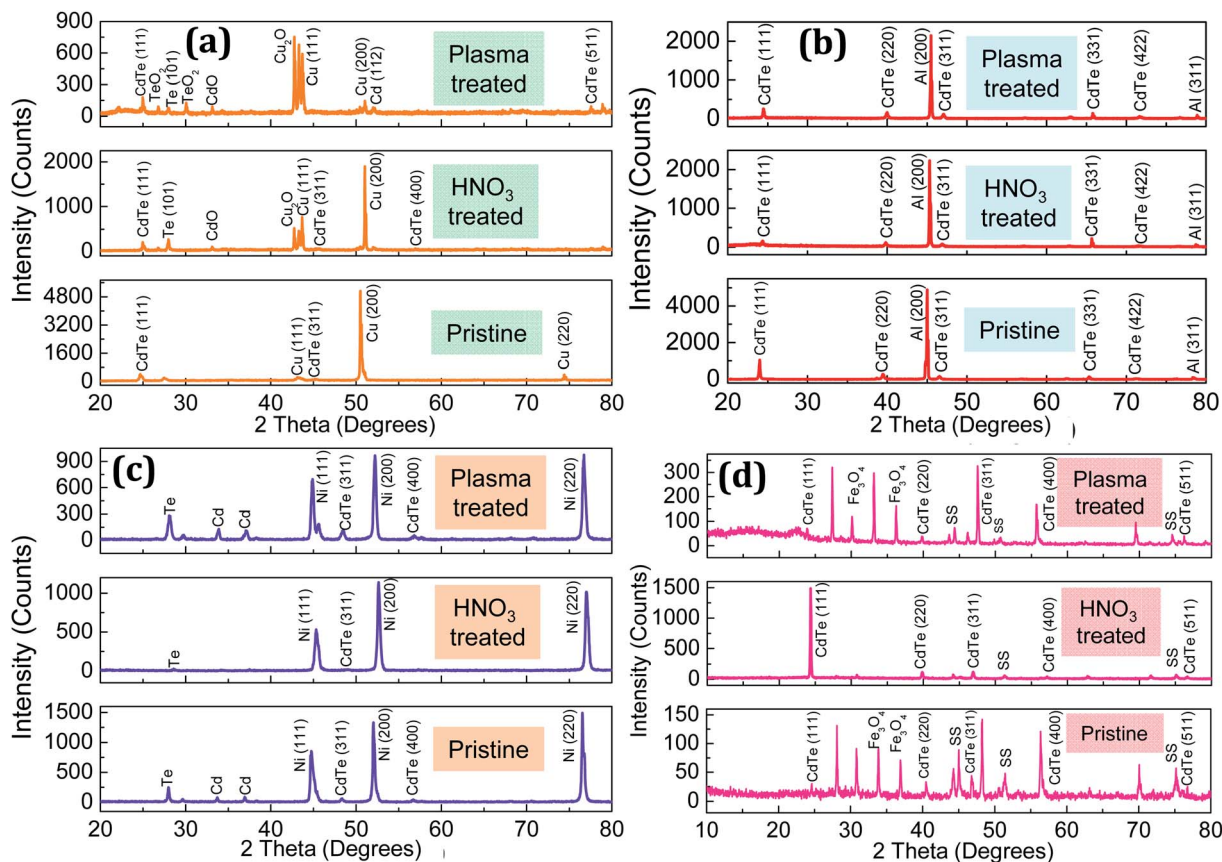 (a)
Intensity (Counts)
900
600
300
0
CdTe (111)
TeO2
Te (101)
TeO2
CdO
Cu2O
Cu (111)
Cu (200)
Cd (112)
CdTe (511)
Plasma
treated
2000
1000
0
CdTe (111)
Te (101)
CdO
Cu2O
Cu (111)
CdTe (311)
Cu (200)
CdTe (400)
HNO3
treated
4800
3200
1600
0
CdTe (111)
Cu (111)
CdTe (311)
Cu (200)
Cu (220)
Pristine
20 30 40 50 60 70 80
2 Theta (Degrees)
(b)
Intensity (Counts)
2000
1000
0
CdTe (111)
CdTe (220)
Al (200)
CdTe (311)
CdTe (331)
CdTe (422)
Al (311)
Plasma
treated
2000
1000
0
CdTe (111)
CdTe (220)
Al (200)
CdTe (311)
CdTe (331)
CdTe (422)
Al (311)
HNO3
treated
4000
2000
0
CdTe (111)
CdTe (220)
Al (200)
CdTe (311)
CdTe (331)
CdTe (422)
Al (311)
Pristine
20 30 40 50 60 70 80
2 Theta (Degrees)
(c)
Intensity (Counts)
900
600
300
0
Te
Cd
Cd
Ni (111)
CdTe (311)
Ni (200)
CdTe (400)
Ni (220)
Plasma
treated
1000
500
0
Te
Ni (111)
CdTe (311)
Ni (200)
Ni (220)
HNO3
treated
1500
1000
500
0
Te
Cd
Cd
Ni (111)
CdTe (311)
Ni (200)
CdTe (400)
Ni (220)
Pristine
20 30 40 50 60 70 80
2 Theta (Degrees)
(d)
Intensity (Counts)
300
200
100
0
CdTe (111)
Fe3O4
Fe3O4
CdTe (220)
SS
CdTe (311)
SS
CdTe (400)
SS
CdTe (511)
Plasma
treated
1500
1000
500
0
CdTe (111)
CdTe (220)
CdTe (311)
SS
CdTe (400)
SS
CdTe (511)
HNO3
treated
150
100
50
0
CdTe (111)
Fe3O4
Fe3O4
CdTe (220)
SS
CdTe (311)
SS
CdTe (400)
SS
CdTe (511)
Pristine
10 20 30 40 50 60 70 80
2 Theta (Degrees)